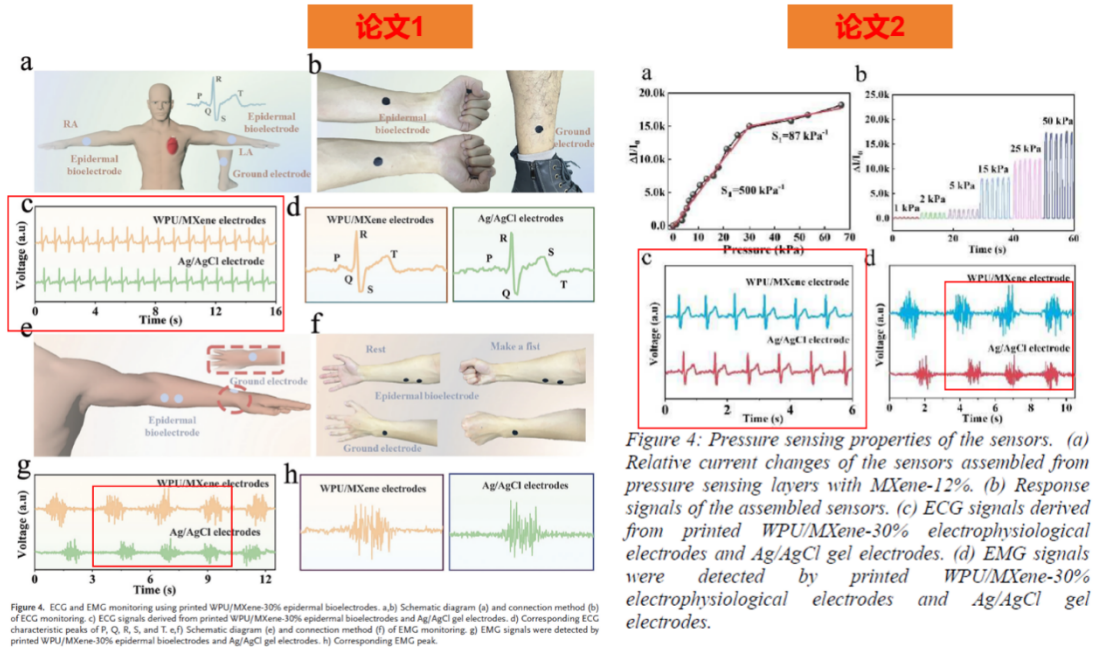 论文1
论文2
a
R
P
T
Q
S
RA
Epidermal
bioelectrode
LA
Epidermal
bioelectrode
Ground electrode
b
Epidermal
bioelectrode
Ground
electrode
c
WPU/MXene electrodes
Ag/AgCl electrode
Voltage (a.u)
0 4 8 12 16
Time (s)
d
WPU/MXene electrodes
R
P
T
Q
S
Ag/AgCl electrodes
R
P
S
Q
T
e
Ground electrode
Epidermal
bioelectrode
f
Rest
Make a fist
Epidermal bioelectrode
Ground electrode
g
WPU/MXene electrodes
Ag/AgCl electrodes
Voltage (a.u)
0 3 6 9 12
Time (s)
h
WPU/MXene electrodes
Ag/AgCl electrodes
Figure 4. ECG and EMG monitoring using printed WPU/MXene-30% epidermal bioelectrodes. a,b) Schematic diagram (a) and connection method (b)
of ECG monitoring. c) ECG signals derived from printed WPU/MXene-30% epidermal bioelectrodes and Ag/AgCl gel electrodes. d) Corresponding ECG
characteristic peaks of P, Q, R, S, and T. e,f) Schematic diagram (e) and connection method (f) of EMG monitoring. g) EMG signals were detected by
printed WPU/MXene-30% epidermal bioelectrodes and Ag/AgCl gel electrodes. h) Corresponding EMG peak.
a
20.0k
15.0k
10.0k
5.0k
0.0
ΔI/I₀
S₁=87 kPa⁻¹
=500 kPa⁻¹
0 10 20 30 40 50 60 70
Pressure (kPa)
b
25.0k
20.0k
15.0k
10.0k
5.0k
0.0
ΔI/I₀
1 kPa
2 kPa
5 kPa
15 kPa
25 kPa
50 kPa
0 20 40 60
Time (s)
c
WPU/MXene electrode
Ag/AgCl electrode
Voltage (a.u)
0 2 4 6
Time (s)
d
WPU/MXene electrode
Ag/AgCl electrode
Voltage (a.u)
0 2 4 6 8 10
Time (s)
Figure 4: Pressure sensing properties of the sensors. (a)
Relative current changes of the sensors assembled from
pressure sensing layers with MXene-12%. (b) Response
signals of the assembled sensors. (c) ECG signals derived
from printed WPU/MXene-30% electrophysiological
electrodes and Ag/AgCl gel electrodes. (d) EMG signals
were detected by printed WPU/MXene-30%
electrophysiological electrodes and Ag/AgCl gel
electrodes.